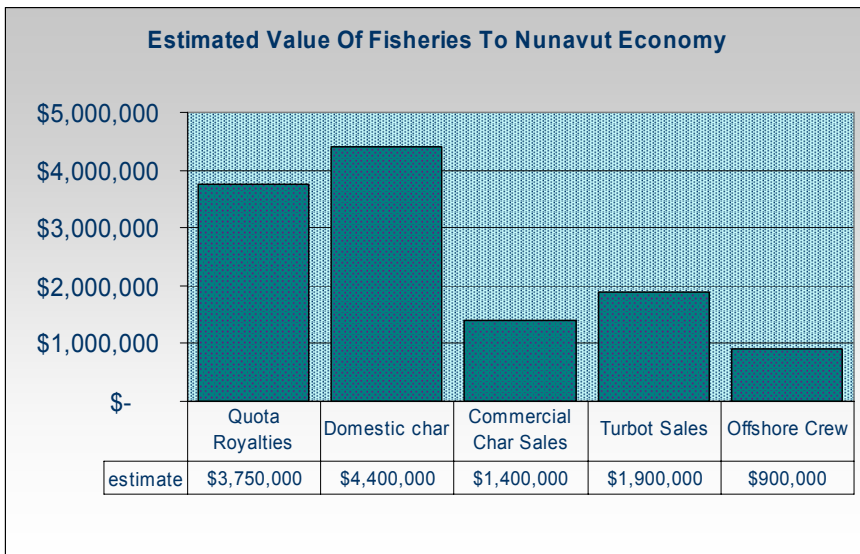 Estimated Value Of Fisheries To Nunavut Economy
$5,000,000
$4,000,000
$3,000,000
$2,000,000
$1,000,000
$-
Quota
Royalties
Domestic char
Commercial
Char Sales
Turbot Sales
Offshore Crew
estimate $3,750,000 $4,400,000 $1,400,000 $1,900,000 $900,000